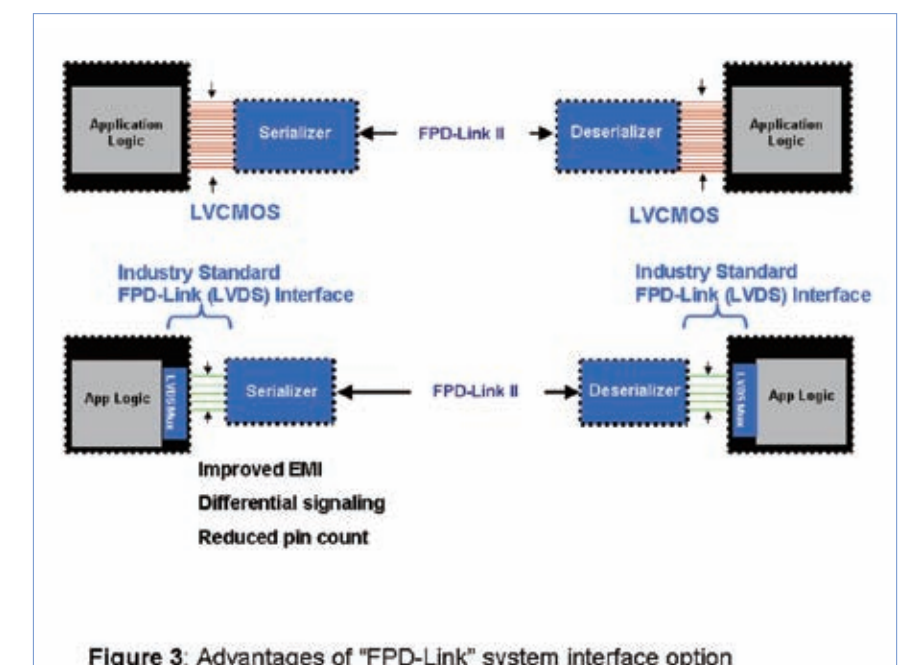 Application
Logic
Serializer
FPD-Link II
Deserializer
Application
Logic
LVCMOS
LVCMOS
Industry Standard
FPD-Link (LVDS) Interface
Industry Standard
FPD-Link (LVDS) Interface
App Logic
LVDS Mux
Serializer
FPD-Link II
Deserializer
LVDS Mux
App Logic
Improved EMI
Differential signaling
Reduced pin count
Figure 3: Advantages of "FPD-Link" system interface option